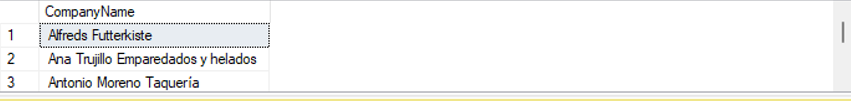 CompanyName
1 Alfreds Futterkiste
2 Ana Trujillo Emparedados y helados
3 Antonio Moreno Taquería